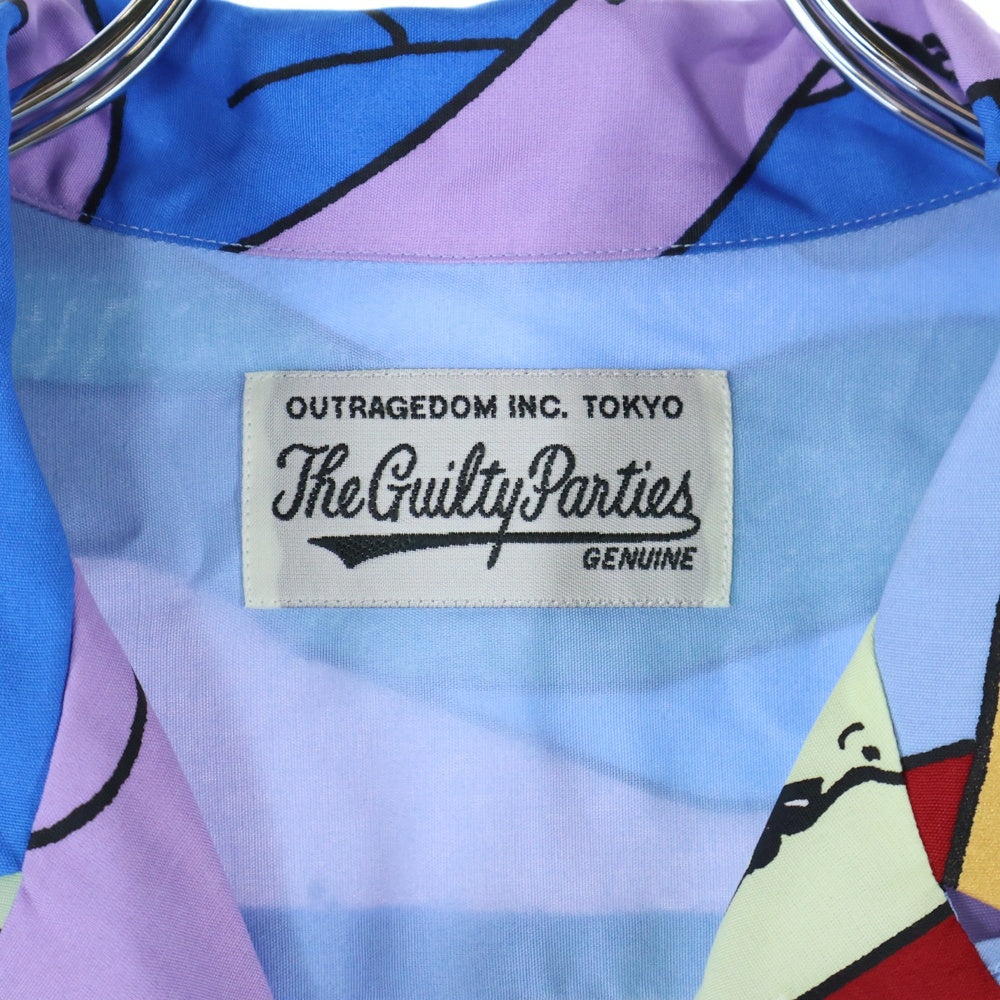 OUTRAGEDOM INC. TOKYO
The Guilty Parties
GENUINE